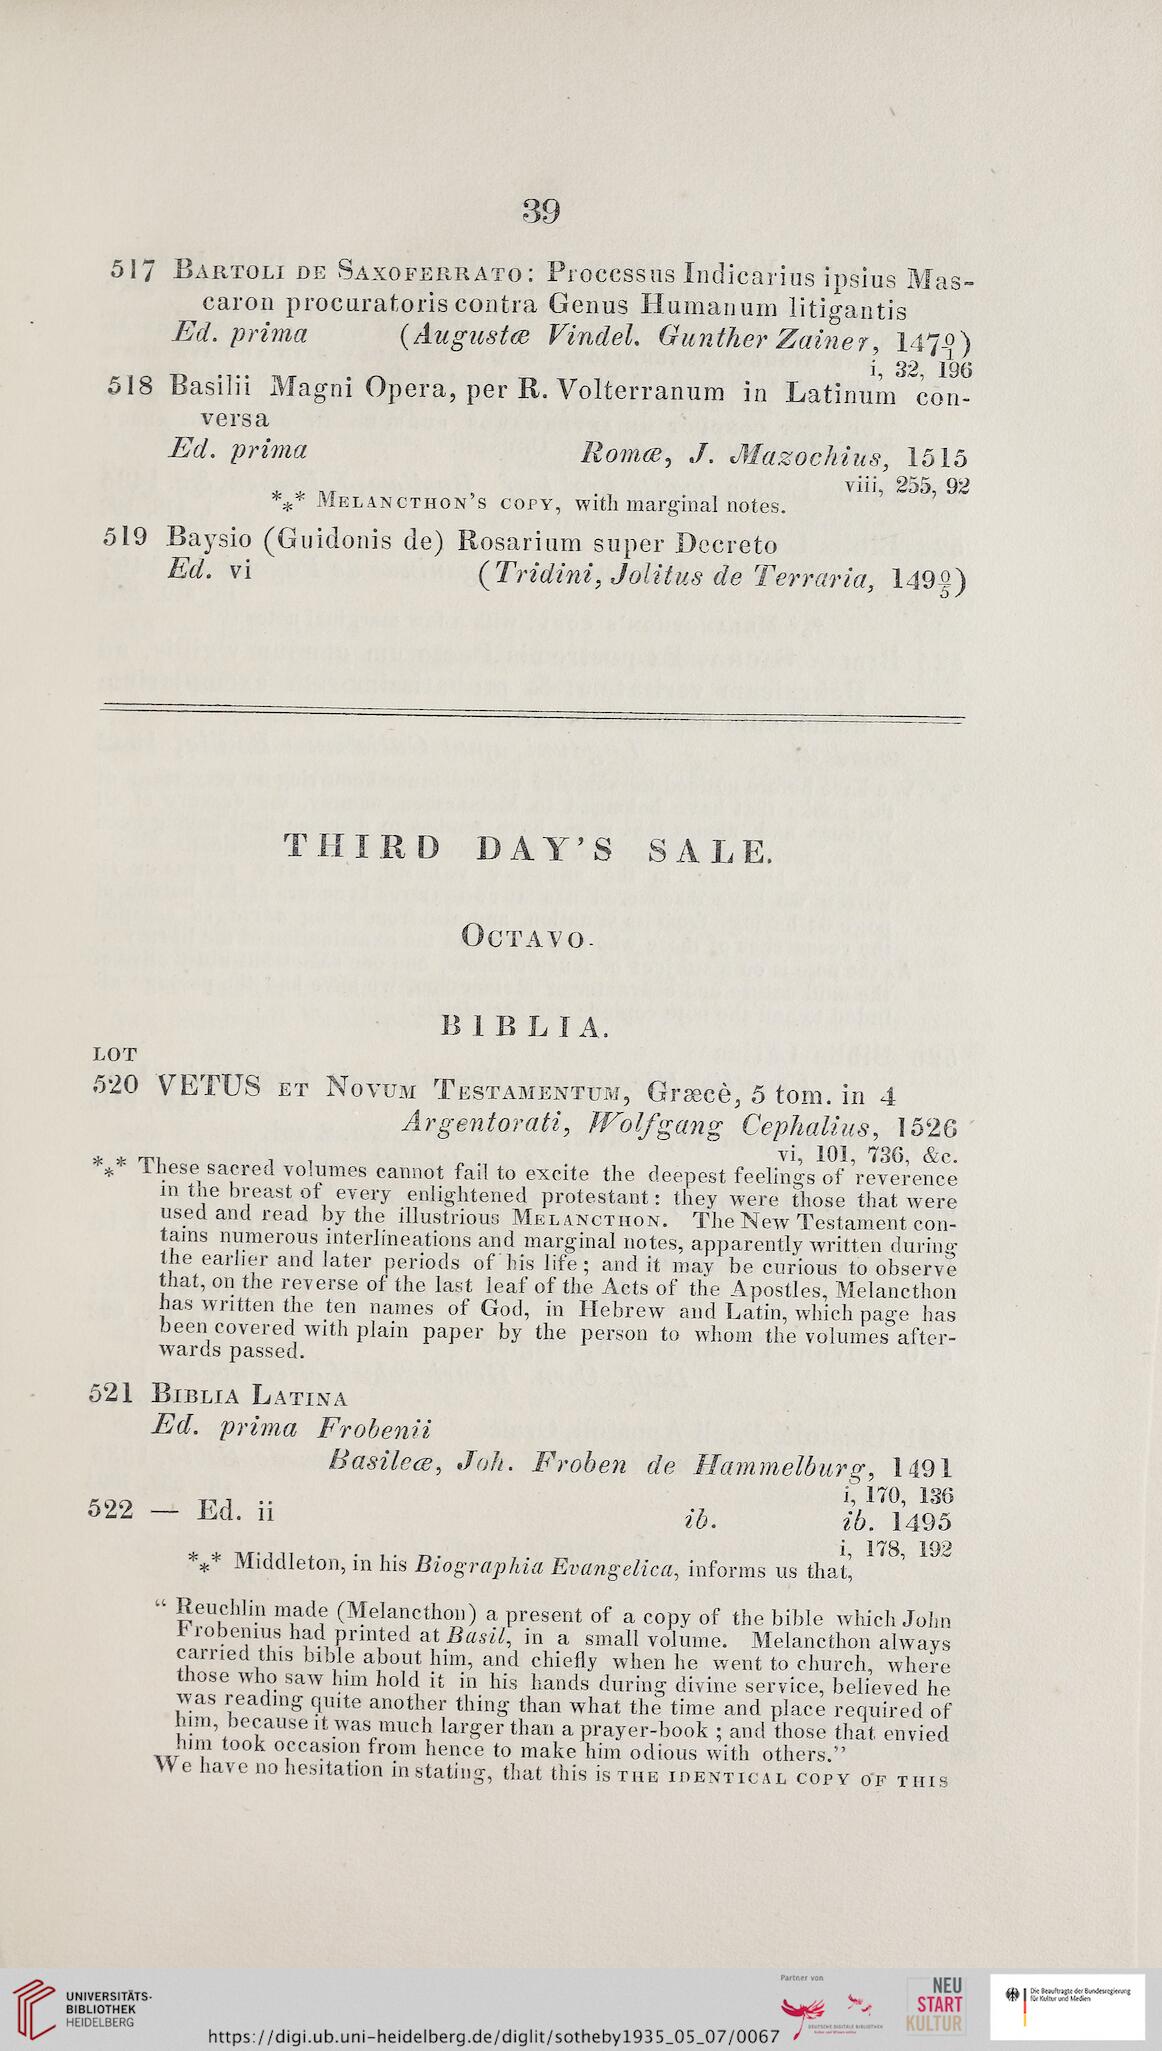 39
517 BARTOLI DE SAXOFERRATO: Processus Indicarius ipsius Mas-
caron procuratoris contra Genus Humanum litigantis
Ed. prima (Augustæ Vindel. Gunther Zainer, 147 0/1)
i, 32, 196
518 Basilii Magni Opera, per R. Volterranum in Latinum con-
versa
Ed. prima Romæ, J. Mazochius, 1515
viii, 255, 92
*⁎* MELANCTHON'S COPY, with marginal notes.
519 Baysio (Guidonis de) Rosarium super Decreto
Ed. vi (Tridini, Jolitus de Terraria, 149 0/5)
THIRD DAY'S SALE.
OCTAVO.
BIBLIA.
LOT
520 VETUS ET NOVUM TESTAMENTUM, Græcè, 5 tom. in 4
Argentorati, Wolfgang Cephalius, 1526
vi, 101, 736, &c.
*⁎* These sacred volumes cannot fail to excite the deepest feelings of reverence
in the breast of every enlightened protestant: they were those that were
used and read by the illustrious MELANCTHON. The New Testament con-
tains numerous interlineations and marginal notes, apparently written during
the earlier and later periods of his life; and it may be curious to observe
that, on the reverse of the last leaf of the Acts of the Apostles, Melancthon
has written the ten names of God, in Hebrew and Latin, which page has
been covered with plain paper by the person to whom the volumes after-
wards passed.
521 BIBLIA LATINA
Ed. prima Frobenii
Basileæ, Joh. Froben de Hammelburg, 1491
i, 170, 136
522 — Ed. ii ib. ib. 1495
i, 178, 192
*⁎* Middleton, in his Biographia Evangelica, informs us that,
“ Reuchlin made (Melancthon) a present of a copy of the bible which John
Frobenius had printed at Basil, in a small volume. Melancthon always
carried this bible about him, and chiefly when he went to church, where
those who saw him hold it in his hands during divine service, believed he
was reading quite another thing than what the time and place required of
him, because it was much larger than a prayer-book ; and those that envied
him took occasion from hence to make him odious with others.”
We have no hesitation in stating, that this is THE IDENTICAL COPY OF THIS
Partner von
UNIVERSITÄTS-
BIBLIOTHEK
HEIDELBERG
https://digi.ub.uni-heidelberg.de/diglit/sotheby1935_05_07/0067
DEUTSCHE DIGITALE BIBLIOTHEK
Kultur und Wissen online
NEU
START
KULTUR
Die Beauftragte der Bundesregierung
für Kultur und Medien